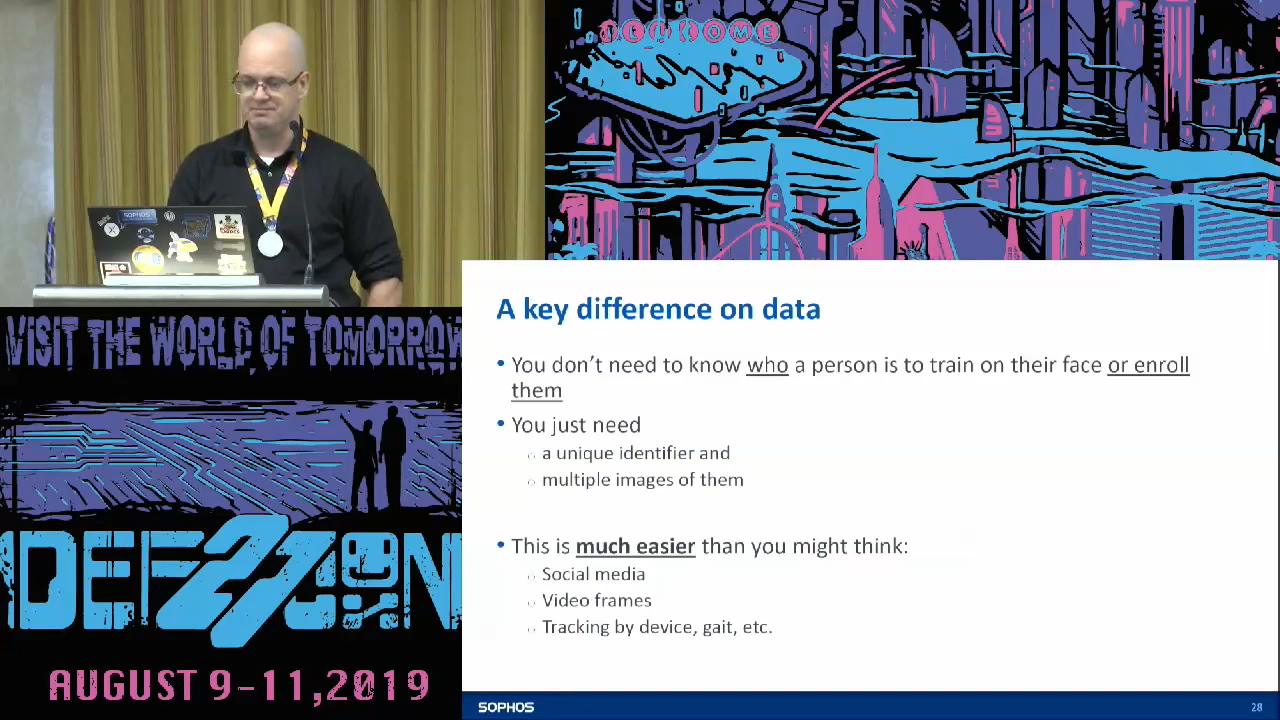 WELCOME
SOPHOS
VISIT THE WORLD OF TOMORROW
DEF CON
27
AUGUST 9-11,2019
A key difference on data
• You don't need to know who a person is to train on their face or enroll
them
• You just need
○ a unique identifier and
○ multiple images of them
• This is much easier than you might think:
○ Social media
○ Video frames
○ Tracking by device, gait, etc.
SOPHOS
28